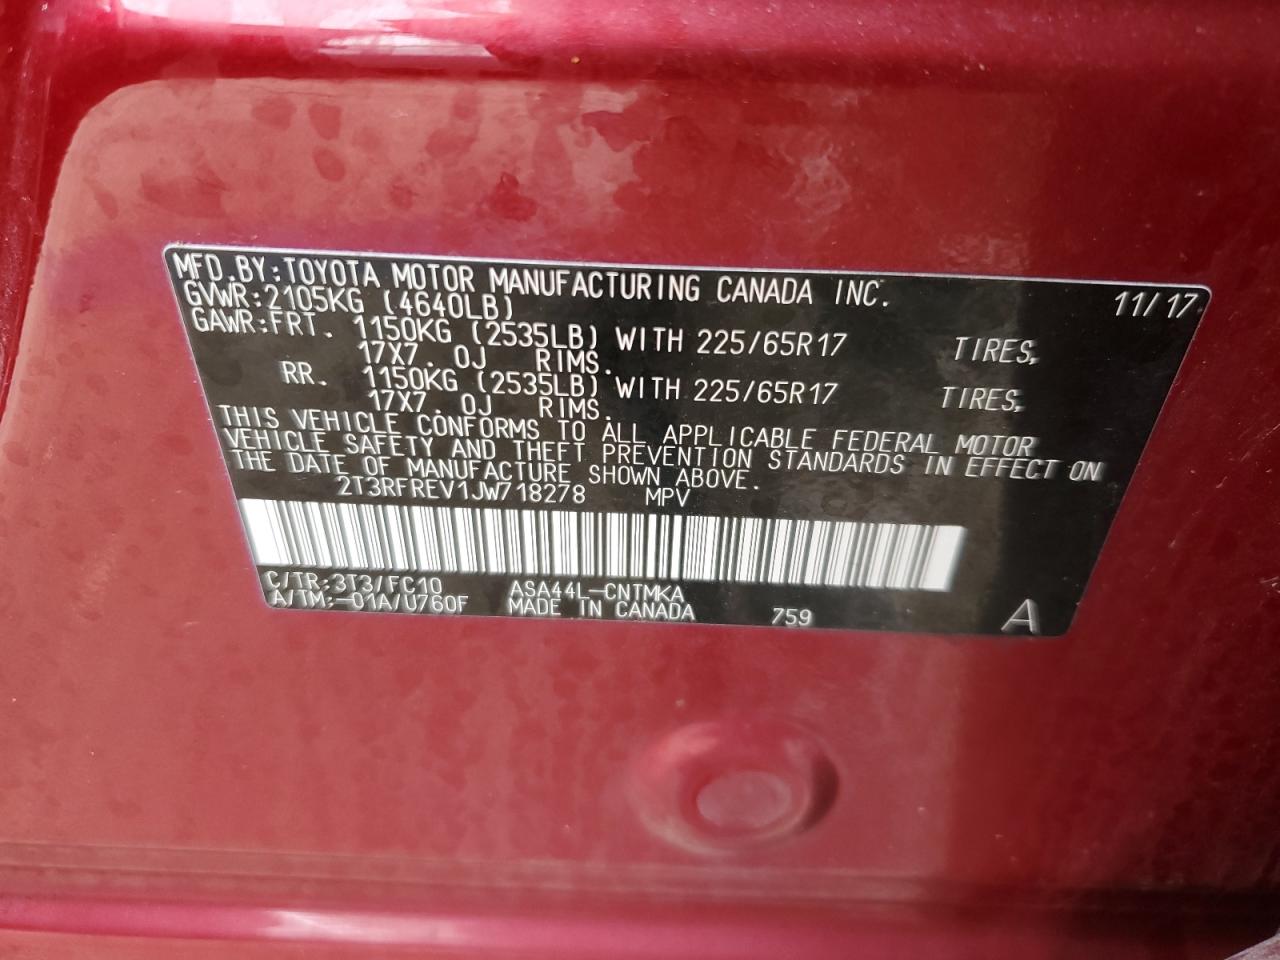 MFD.BY:TOYOTA MOTOR MANUFACTURING CANADA INC. 11/17
GVWR:2105KG (4640LB)
GAWR:FRT. 1150KG (2535LB) WITH 225/65R17 TIRES,
17X7.0J RIMS.
RR. 1150KG (2535LB) WITH 225/65R17 TIRES,
17X7.0J RIMS.
THIS VEHICLE CONFORMS TO ALL APPLICABLE FEDERAL MOTOR
VEHICLE SAFETY AND THEFT PREVENTION STANDARDS IN EFFECT ON
THE DATE OF MANUFACTURE SHOWN ABOVE.
2T3RFREV1JW718278 MPV
C/TR:3T3/FC10 ASA44L-CNTMKA
A/TM:-01A/U760F MADE IN CANADA 759 A